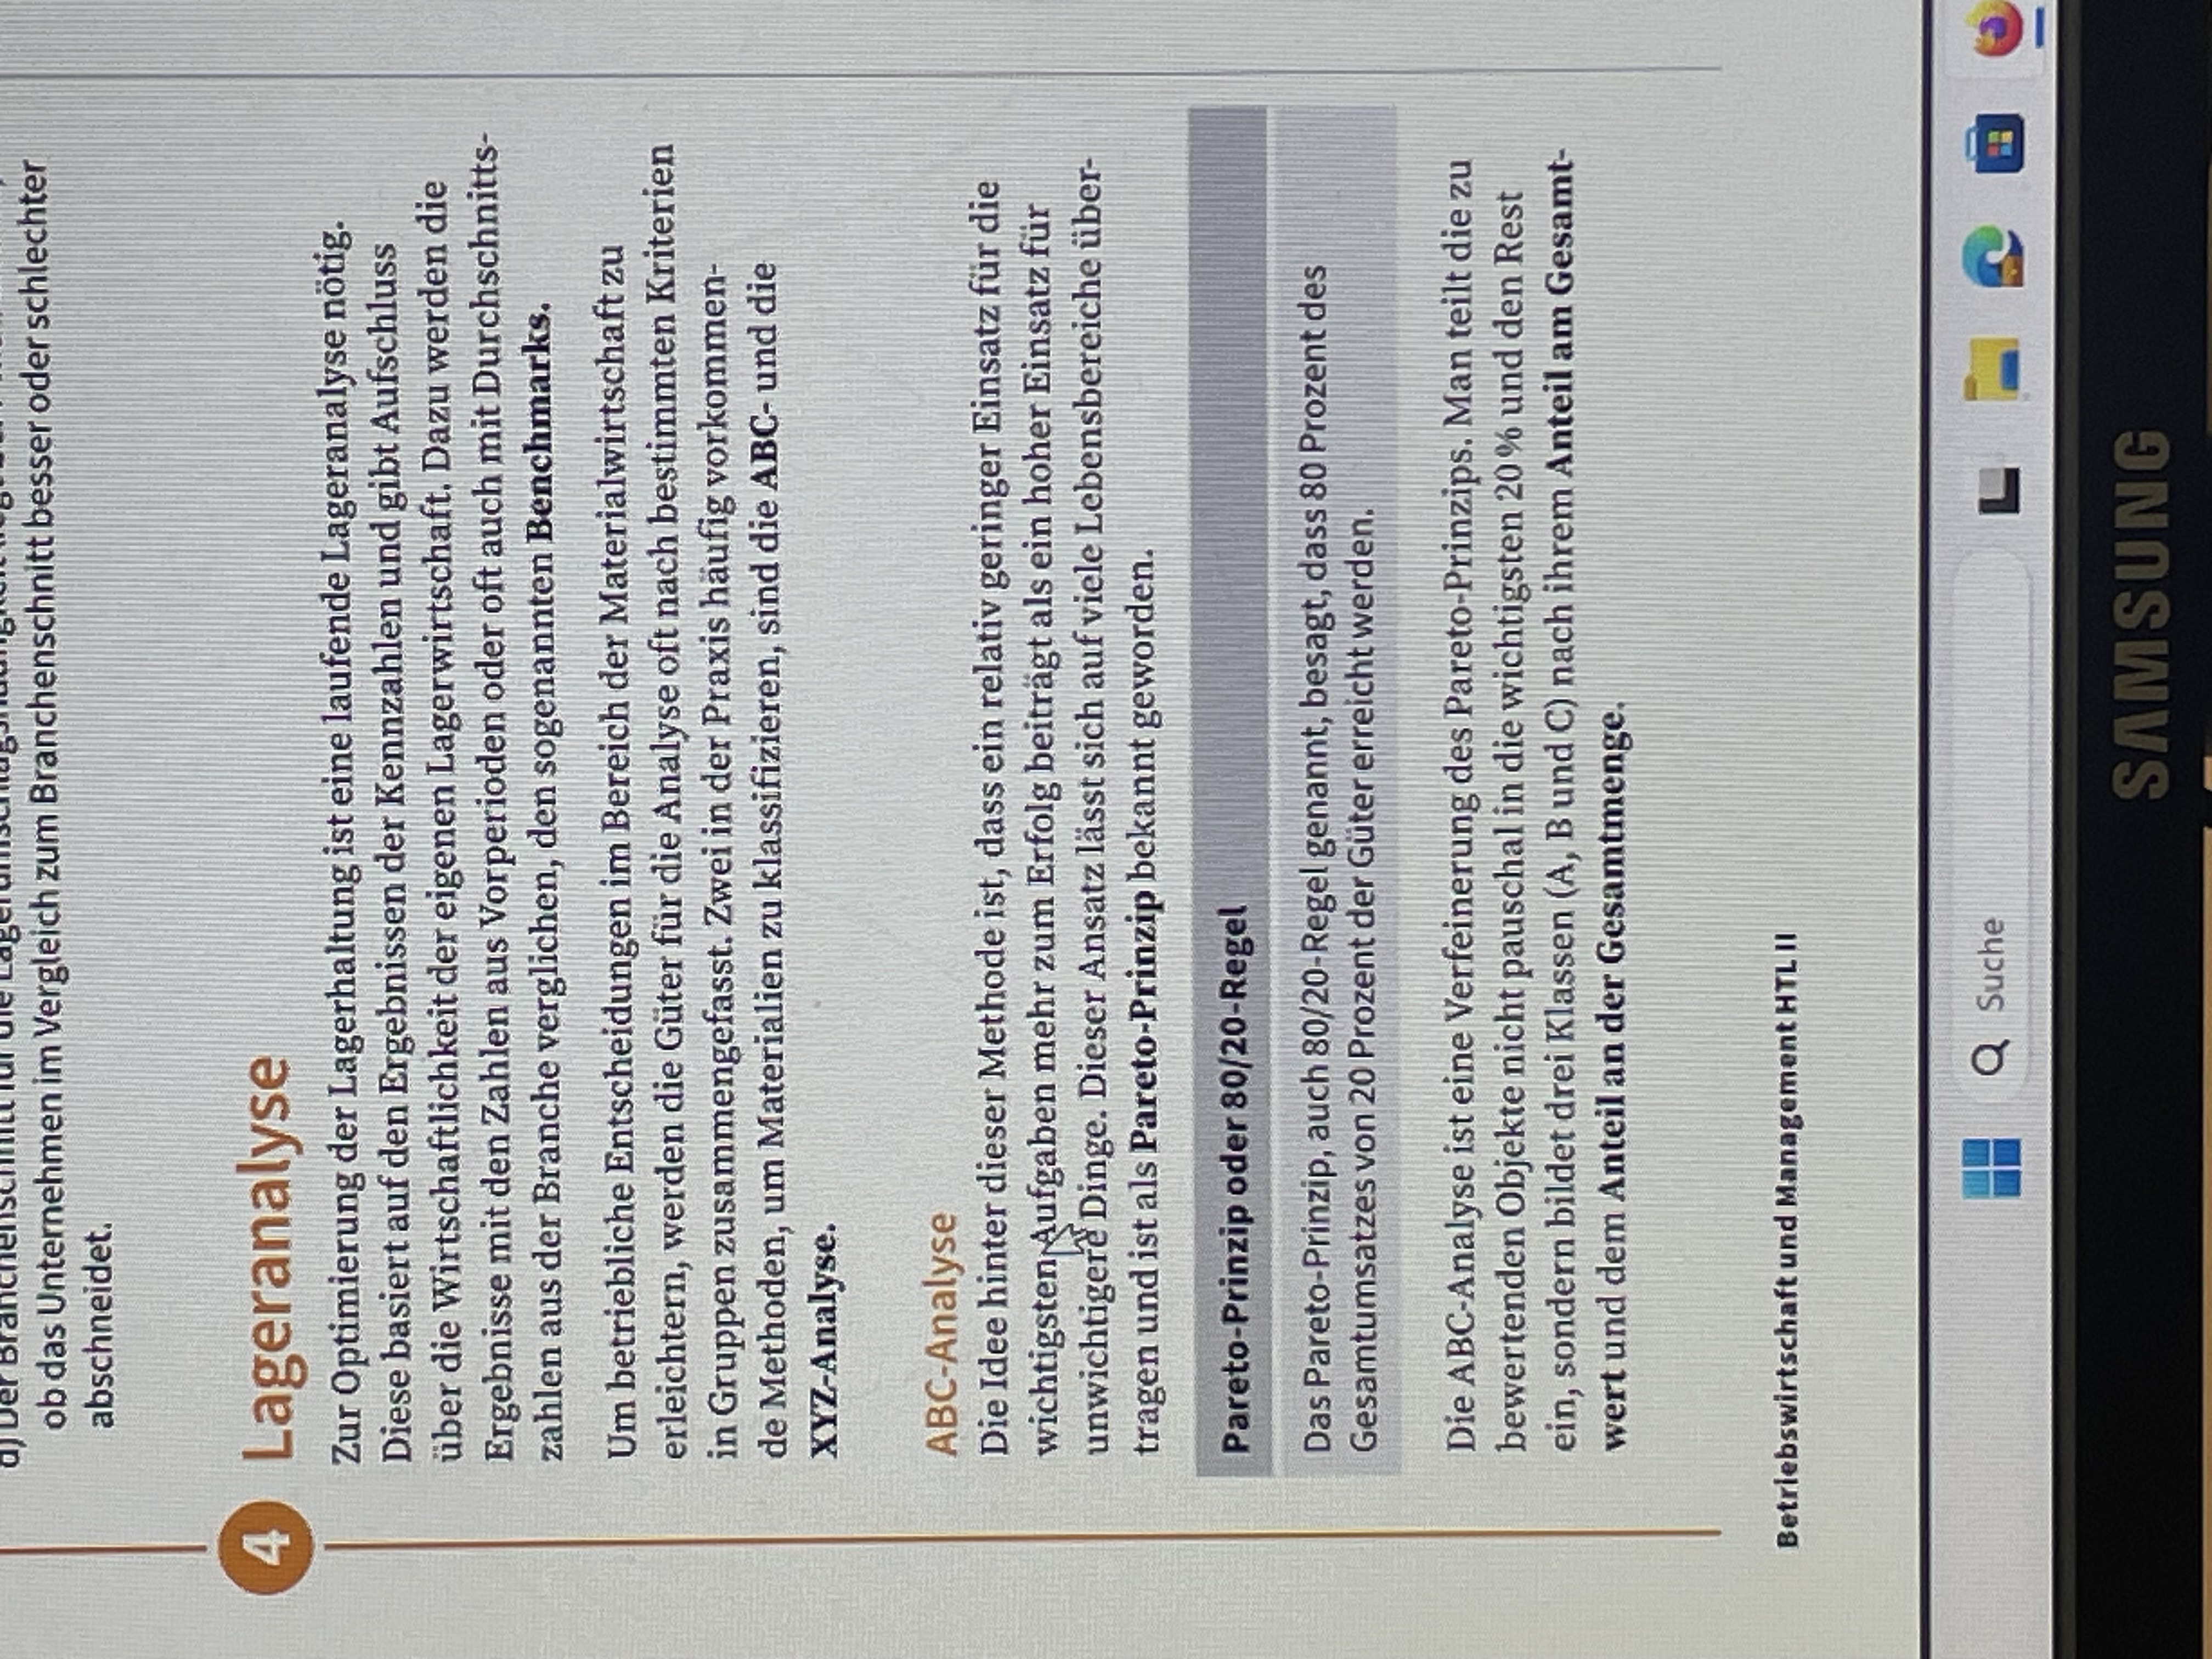 d) Der Branchenschnitt für die
ob das Unternehmen im Vergleich zum Branchenschnitt besser oder schlechter
abschneidet.
4 Lageranalyse
Zur Optimierung der Lagerhaltung ist eine laufende Lageranalyse nötig.
Diese basiert auf den Ergebnissen der Kennzahlen und gibt Aufschluss
über die Wirtschaftlichkeit der eigenen Lagerwirtschaft. Dazu werden die
Ergebnisse mit den Zahlen aus Vorperioden oder oft auch mit Durchschnitts-
zahlen aus der Branche verglichen, den sogenannten Benchmarks.
Um betriebliche Entscheidungen im Bereich der Materialwirtschaft zu
erleichtern, werden die Güter für die Analyse oft nach bestimmten Kriterien
in Gruppen zusammengefasst. Zwei in der Praxis häufig vorkommen-
de Methoden, um Materialien zu klassifizieren, sind die ABC- und die
XYZ-Analyse.
ABC-Analyse
Die Idee hinter dieser Methode ist, dass ein relativ geringer Einsatz für die
wichtigsten Aufgaben mehr zum Erfolg beiträgt als ein hoher Einsatz für
unwichtigere Dinge. Dieser Ansatz lässt sich auf viele Lebensbereiche über-
tragen und ist als Pareto-Prinzip bekannt geworden.
Pareto-Prinzip oder 80/20-Regel
Das Pareto-Prinzip, auch 80/20-Regel genannt, besagt, dass 80 Prozent des
Gesamtumsatzes von 20 Prozent der Güter erreicht werden.
Die ABC-Analyse ist eine Verfeinerung des Pareto-Prinzips. Man teilt die zu
bewertenden Objekte nicht pauschal in die wichtigsten 20 % und den Rest
ein, sondern bildet drei Klassen (A, B und C) nach ihrem Anteil am Gesamt-
wert und dem Anteil an der Gesamtmenge.
Betriebswirtschaft und Management HTL II
Suche
SAMSUNG